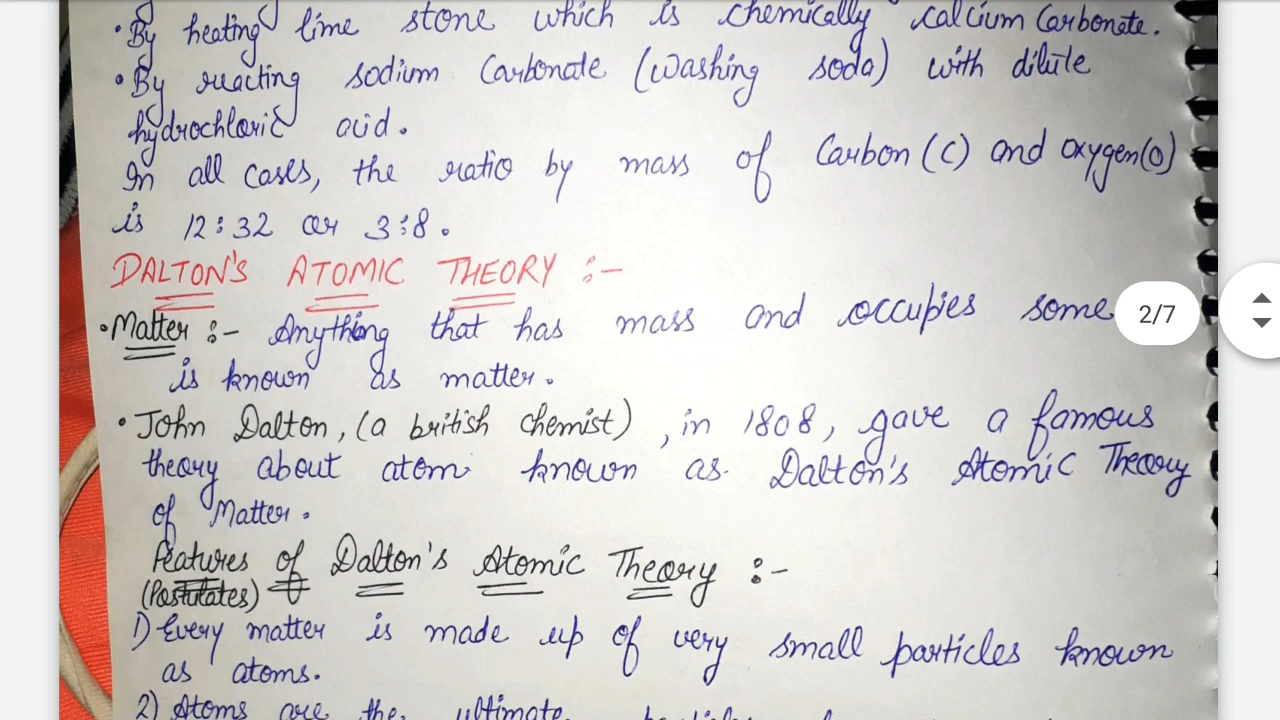 • By heating lime stone which is chemically calcium Carbonate.
• By reacting sodium Carbonate (washing soda) with dilute
hydrochloric acid.
In all cases, the ratio by mass of Carbon (C) and oxygen(O)
is 12:32 or 3:8.
DALTON'S ATOMIC THEORY :-
• Matter :- Anything that has mass and occupies some
is known as matter.
2/7
• John Dalton, (a british chemist), in 1808, gave a famous
theory about atom known as Dalton's Atomic Theory
of Matter.
Features of Dalton's Atomic Theory :-
(Postulates)
1) Every matter is made up of very small particles known
as atoms.
2) Atoms are the ultimate